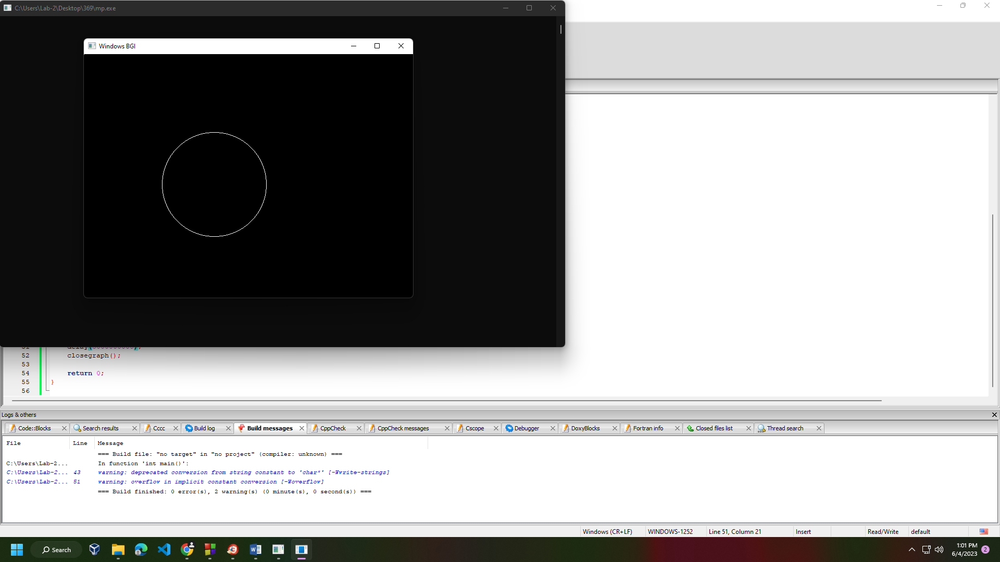 C:\Users\Lab-2\Desktop\369\mp.exe
Windows BGI
52 closegraph();
53
54 return 0;
55 }
56
Logs & others
Code::Blocks Search results Cccc Build log Build messages CppCheck CppCheck messages Cscope Debugger DoxyBlocks Fortran info Closed files list Thread search
File Line Message
=== Build file: "no target" in "no project" (compiler: unknown) ===
C:\Users\Lab-2... In function 'int main()':
C:\Users\Lab-2... 43 warning: deprecated conversion from string constant to 'char*' [-Wwrite-strings]
C:\Users\Lab-2... 51 warning: overflow in implicit constant conversion [-Woverflow]
=== Build finished: 0 error(s), 2 warning(s) (0 minute(s), 0 second(s)) ===
Windows (CR+LF) WINDOWS-1252 Line 51, Column 21 Insert Read/Write default
Search
1:01 PM
6/4/2023 2